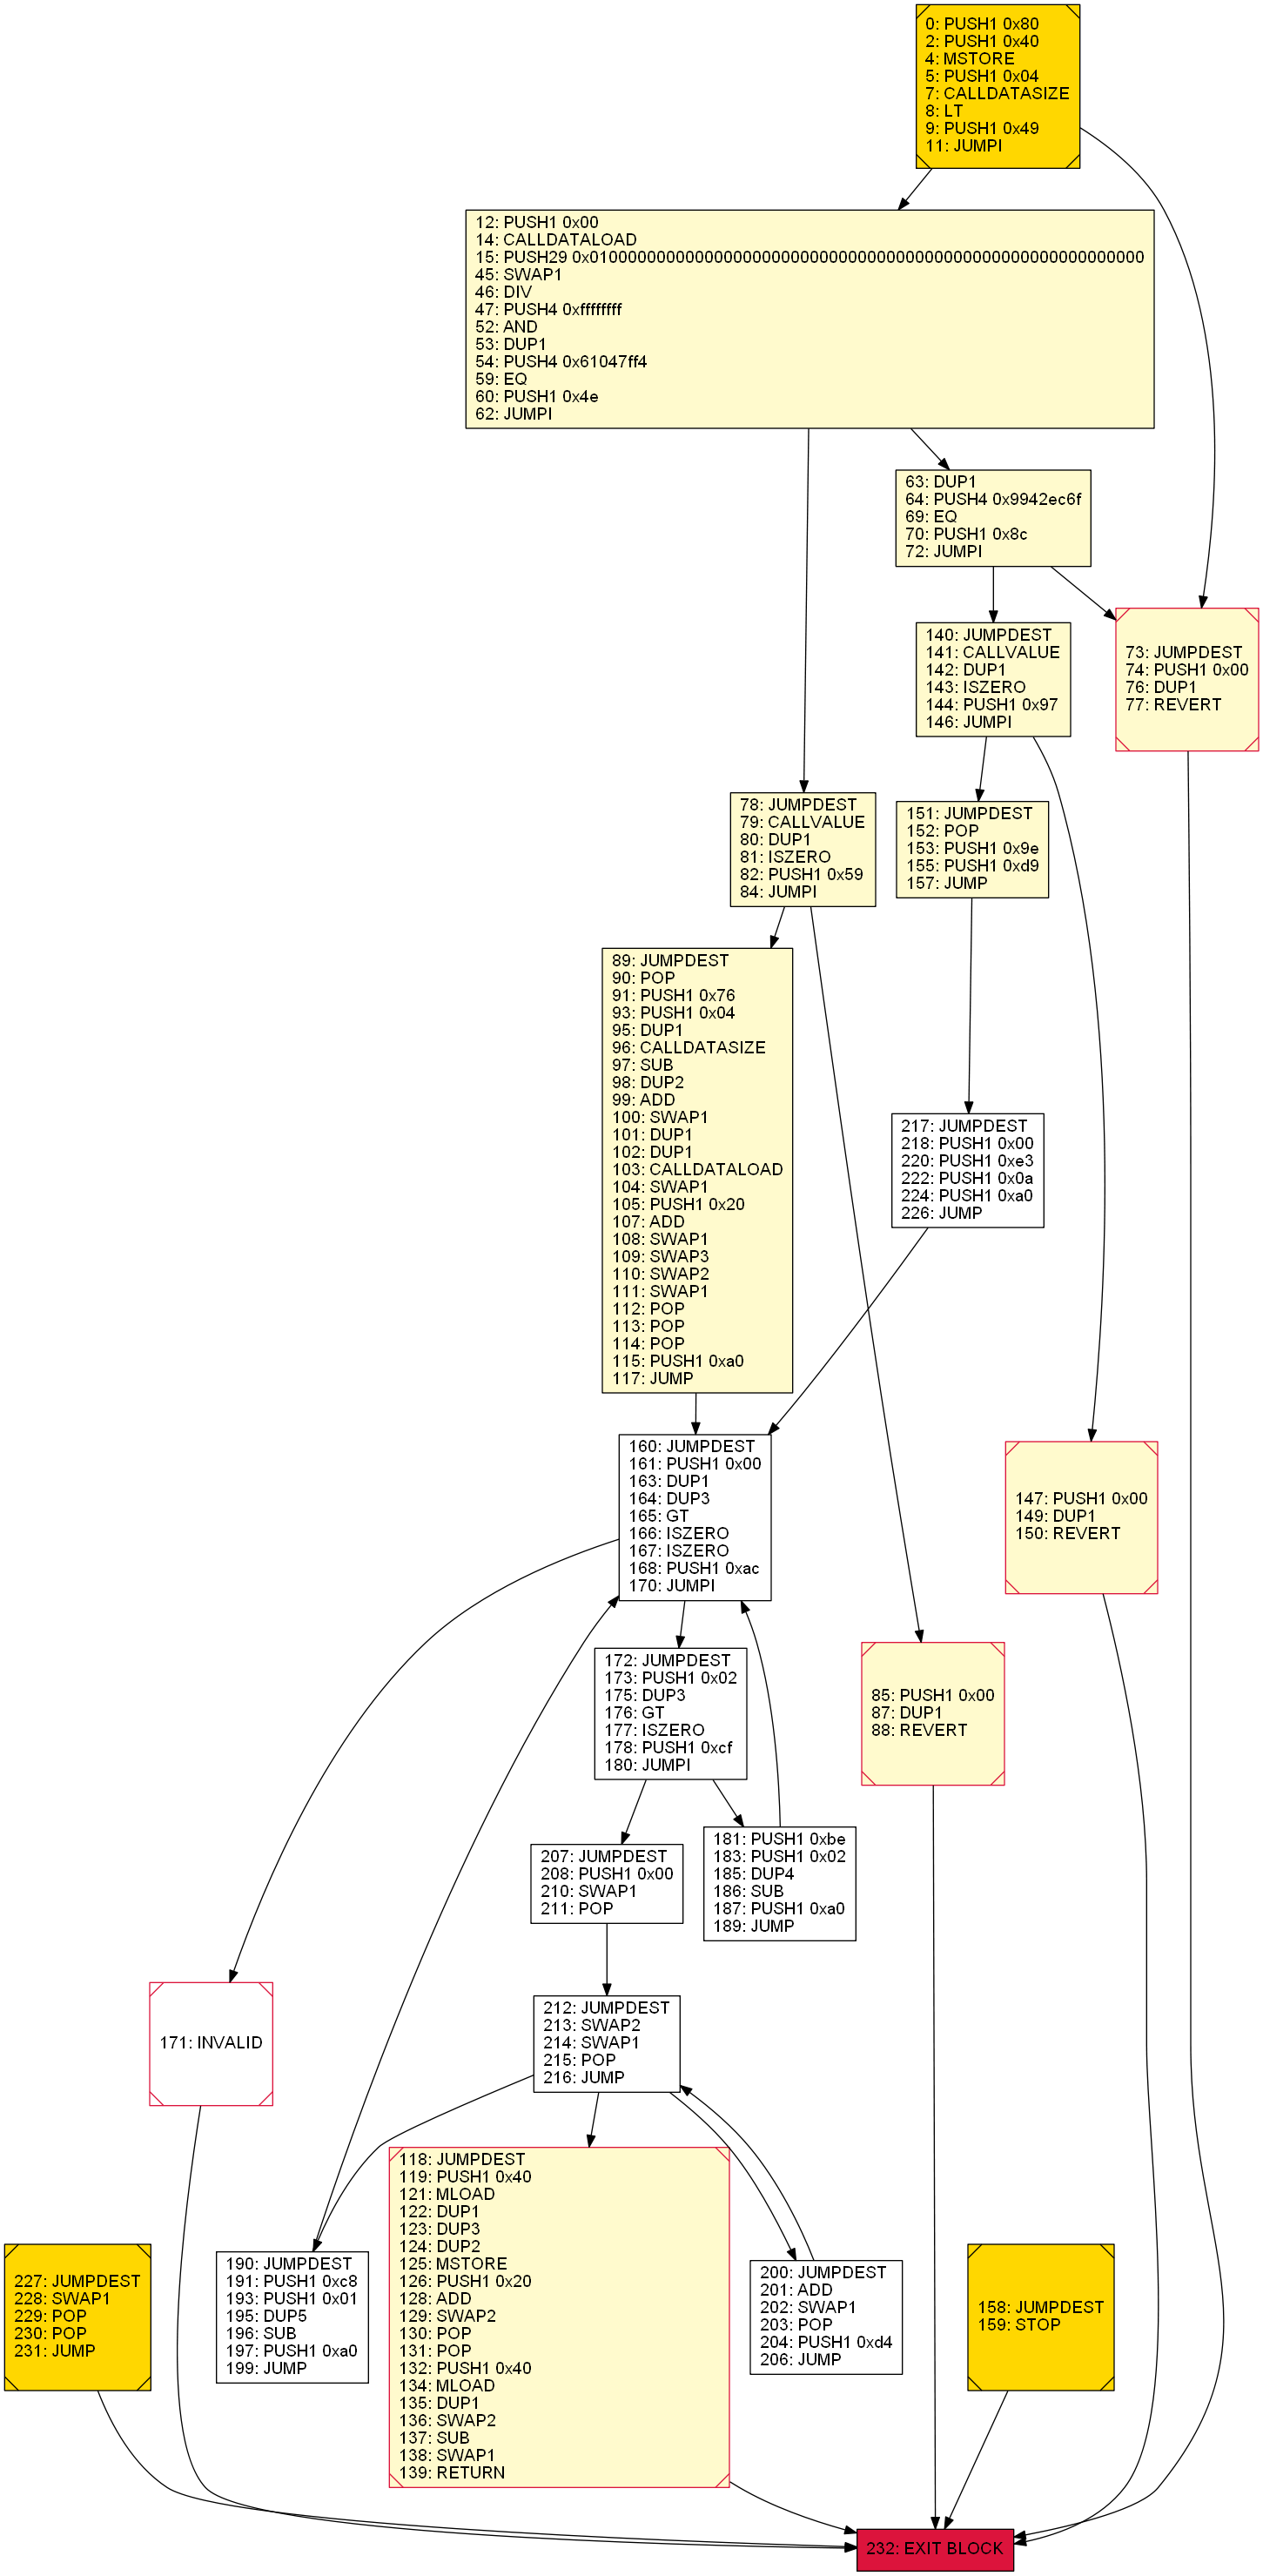 0: PUSH1 0x80
2: PUSH1 0x40
4: MSTORE
5: PUSH1 0x04
7: CALLDATASIZE
8: LT
9: PUSH1 0x49
11: JUMPI
12: PUSH1 0x00
14: CALLDATALOAD
15: PUSH29 0x0100000000000000000000000000000000000000000000000000000000
45: SWAP1
46: DIV
47: PUSH4 0xffffffff
52: AND
53: DUP1
54: PUSH4 0x61047ff4
59: EQ
60: PUSH1 0x4e
62: JUMPI
63: DUP1
64: PUSH4 0x9942ec6f
69: EQ
70: PUSH1 0x8c
72: JUMPI
73: JUMPDEST
74: PUSH1 0x00
76: DUP1
77: REVERT
140: JUMPDEST
141: CALLVALUE
142: DUP1
143: ISZERO
144: PUSH1 0x97
146: JUMPI
78: JUMPDEST
79: CALLVALUE
80: DUP1
81: ISZERO
82: PUSH1 0x59
84: JUMPI
151: JUMPDEST
152: POP
153: PUSH1 0x9e
155: PUSH1 0xd9
157: JUMP
89: JUMPDEST
90: POP
91: PUSH1 0x76
93: PUSH1 0x04
95: DUP1
96: CALLDATASIZE
97: SUB
98: DUP2
99: ADD
100: SWAP1
101: DUP1
102: DUP1
103: CALLDATALOAD
104: SWAP1
105: PUSH1 0x20
107: ADD
108: SWAP1
109: SWAP3
110: SWAP2
111: SWAP1
112: POP
113: POP
114: POP
115: PUSH1 0xa0
117: JUMP
217: JUMPDEST
218: PUSH1 0x00
220: PUSH1 0xe3
222: PUSH1 0x0a
224: PUSH1 0xa0
226: JUMP
160: JUMPDEST
161: PUSH1 0x00
163: DUP1
164: DUP3
165: GT
166: ISZERO
167: ISZERO
168: PUSH1 0xac
170: JUMPI
147: PUSH1 0x00
149: DUP1
150: REVERT
172: JUMPDEST
173: PUSH1 0x02
175: DUP3
176: GT
177: ISZERO
178: PUSH1 0xcf
180: JUMPI
85: PUSH1 0x00
87: DUP1
88: REVERT
207: JUMPDEST
208: PUSH1 0x00
210: SWAP1
211: POP
181: PUSH1 0xbe
183: PUSH1 0x02
185: DUP4
186: SUB
187: PUSH1 0xa0
189: JUMP
171: INVALID
212: JUMPDEST
213: SWAP2
214: SWAP1
215: POP
216: JUMP
227: JUMPDEST
228: SWAP1
229: POP
230: POP
231: JUMP
190: JUMPDEST
191: PUSH1 0xc8
193: PUSH1 0x01
195: DUP5
196: SUB
197: PUSH1 0xa0
199: JUMP
118: JUMPDEST
119: PUSH1 0x40
121: MLOAD
122: DUP1
123: DUP3
124: DUP2
125: MSTORE
126: PUSH1 0x20
128: ADD
129: SWAP2
130: POP
131: POP
132: PUSH1 0x40
134: MLOAD
135: DUP1
136: SWAP2
137: SUB
138: SWAP1
139: RETURN
200: JUMPDEST
201: ADD
202: SWAP1
203: POP
204: PUSH1 0xd4
206: JUMP
158: JUMPDEST
159: STOP
232: EXIT BLOCK